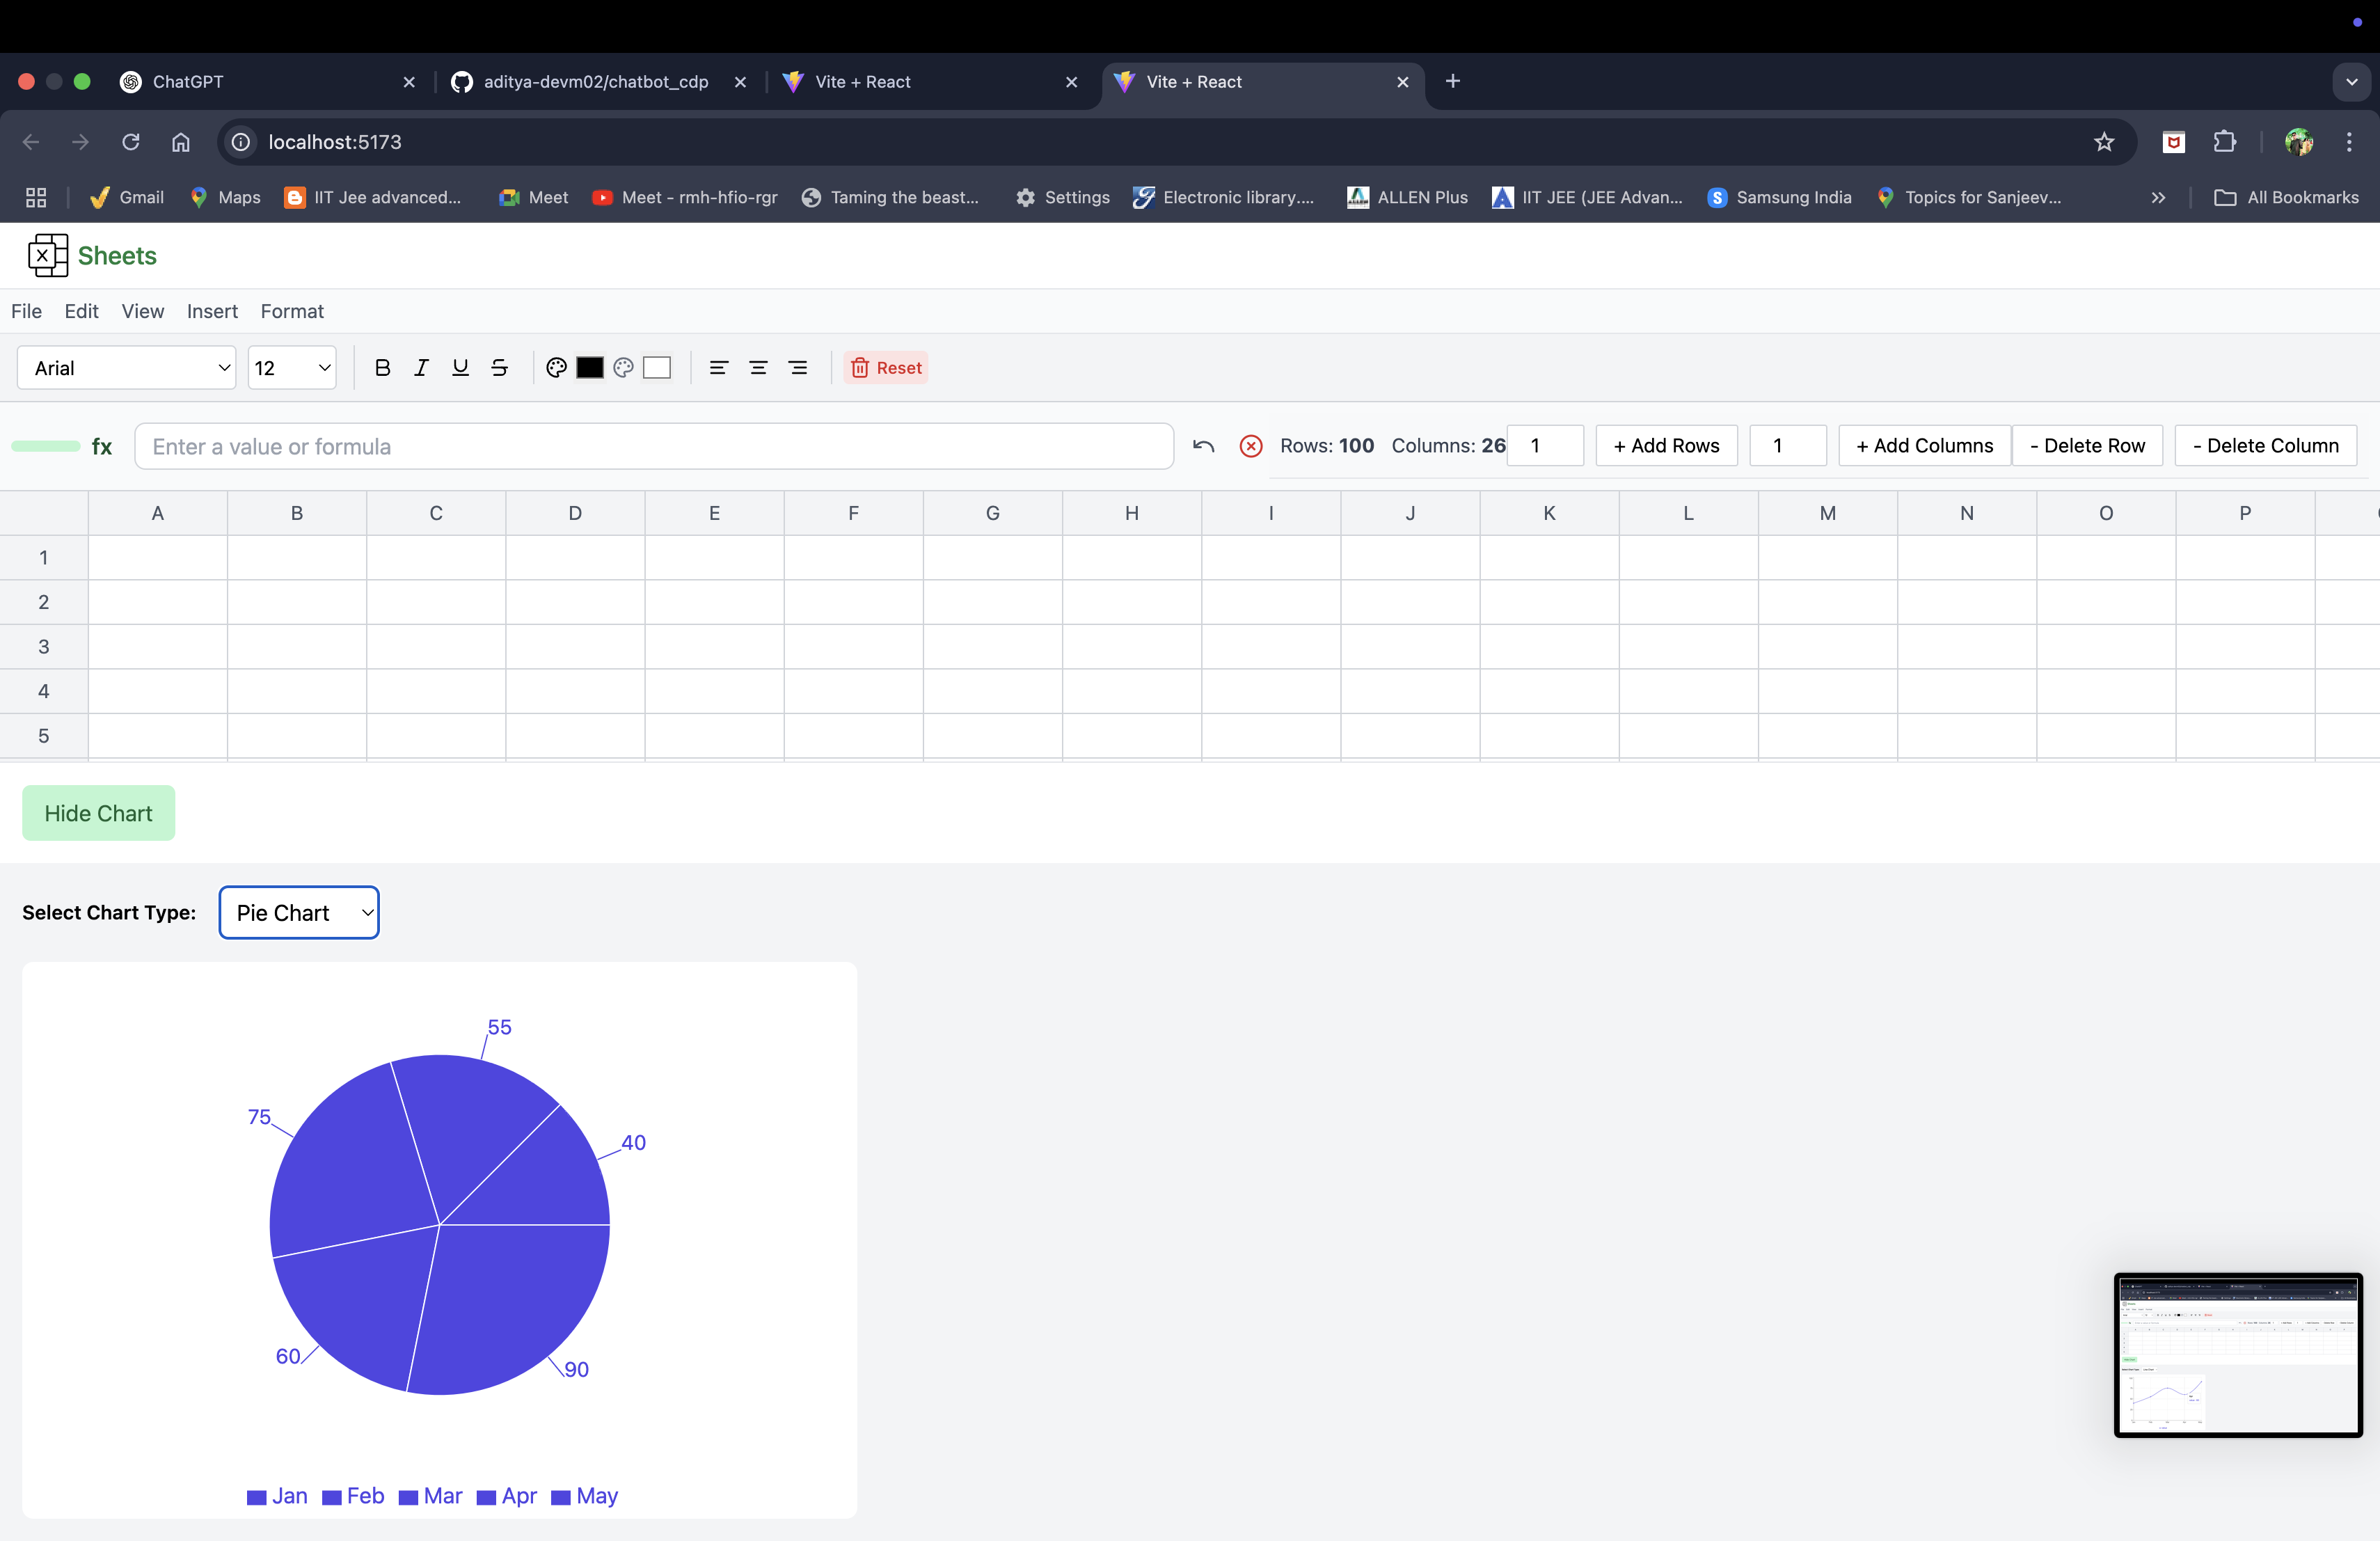 ChatGPT
aditya-devm02/chatbot_cdp
Vite + React
Vite + React
localhost:5173
Gmail
Maps
IIT Jee advanced...
Meet
Meet - rmh-hfio-rgr
Taming the beast...
Settings
Electronic library....
ALLEN Plus
IIT JEE (JEE Advan...
Samsung India
Topics for Sanjeev...
All Bookmarks
Sheets
File Edit View Insert Format
Arial 12 B I U S Reset
fx Enter a value or formula Rows: 100 Columns: 26 1 + Add Rows 1 + Add Columns - Delete Row - Delete Column
A B C D E F G H I J K L M N O P
1
2
3
4
5
Hide Chart
Select Chart Type: Pie Chart
55
75
40
60
90
Jan Feb Mar Apr May